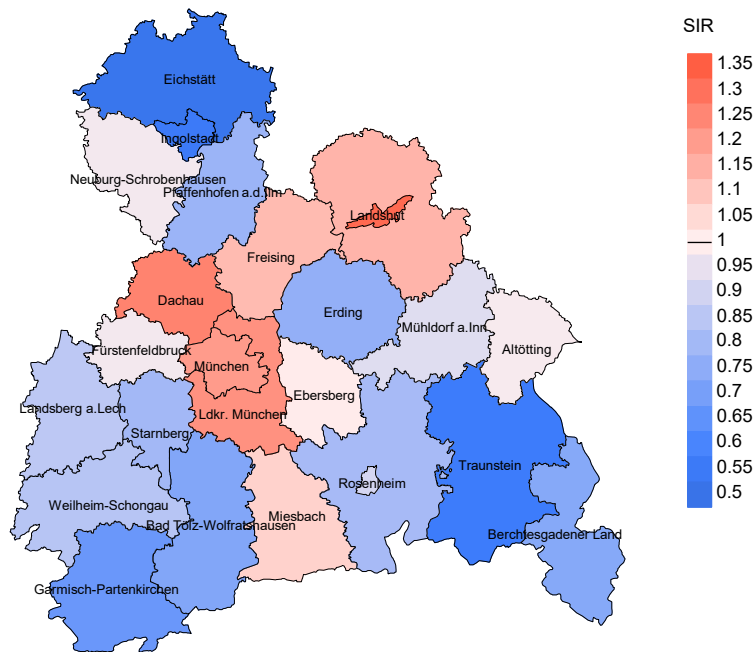 SIR
1.35
1.3
1.25
1.2
1.15
1.1
1.05
1
0.95
0.9
0.85
0.8
0.75
0.7
0.65
0.6
0.55
0.5
Eichstätt
Ingolstadt
Neuburg-Schrobenhausen
Pfaffenhofen a.d.Ilm
Landshut
Freising
Dachau
Erding
Mühldorf a.Inn
Altötting
Fürstenfeldbruck
München
Ebersberg
Landsberg a.Lech
Ldkr. München
Starnberg
Traunstein
Rosenheim
Weilheim-Schongau
Miesbach
Bad Tölz-Wolfratshausen
Berchtesgadener Land
Garmisch-Partenkirchen